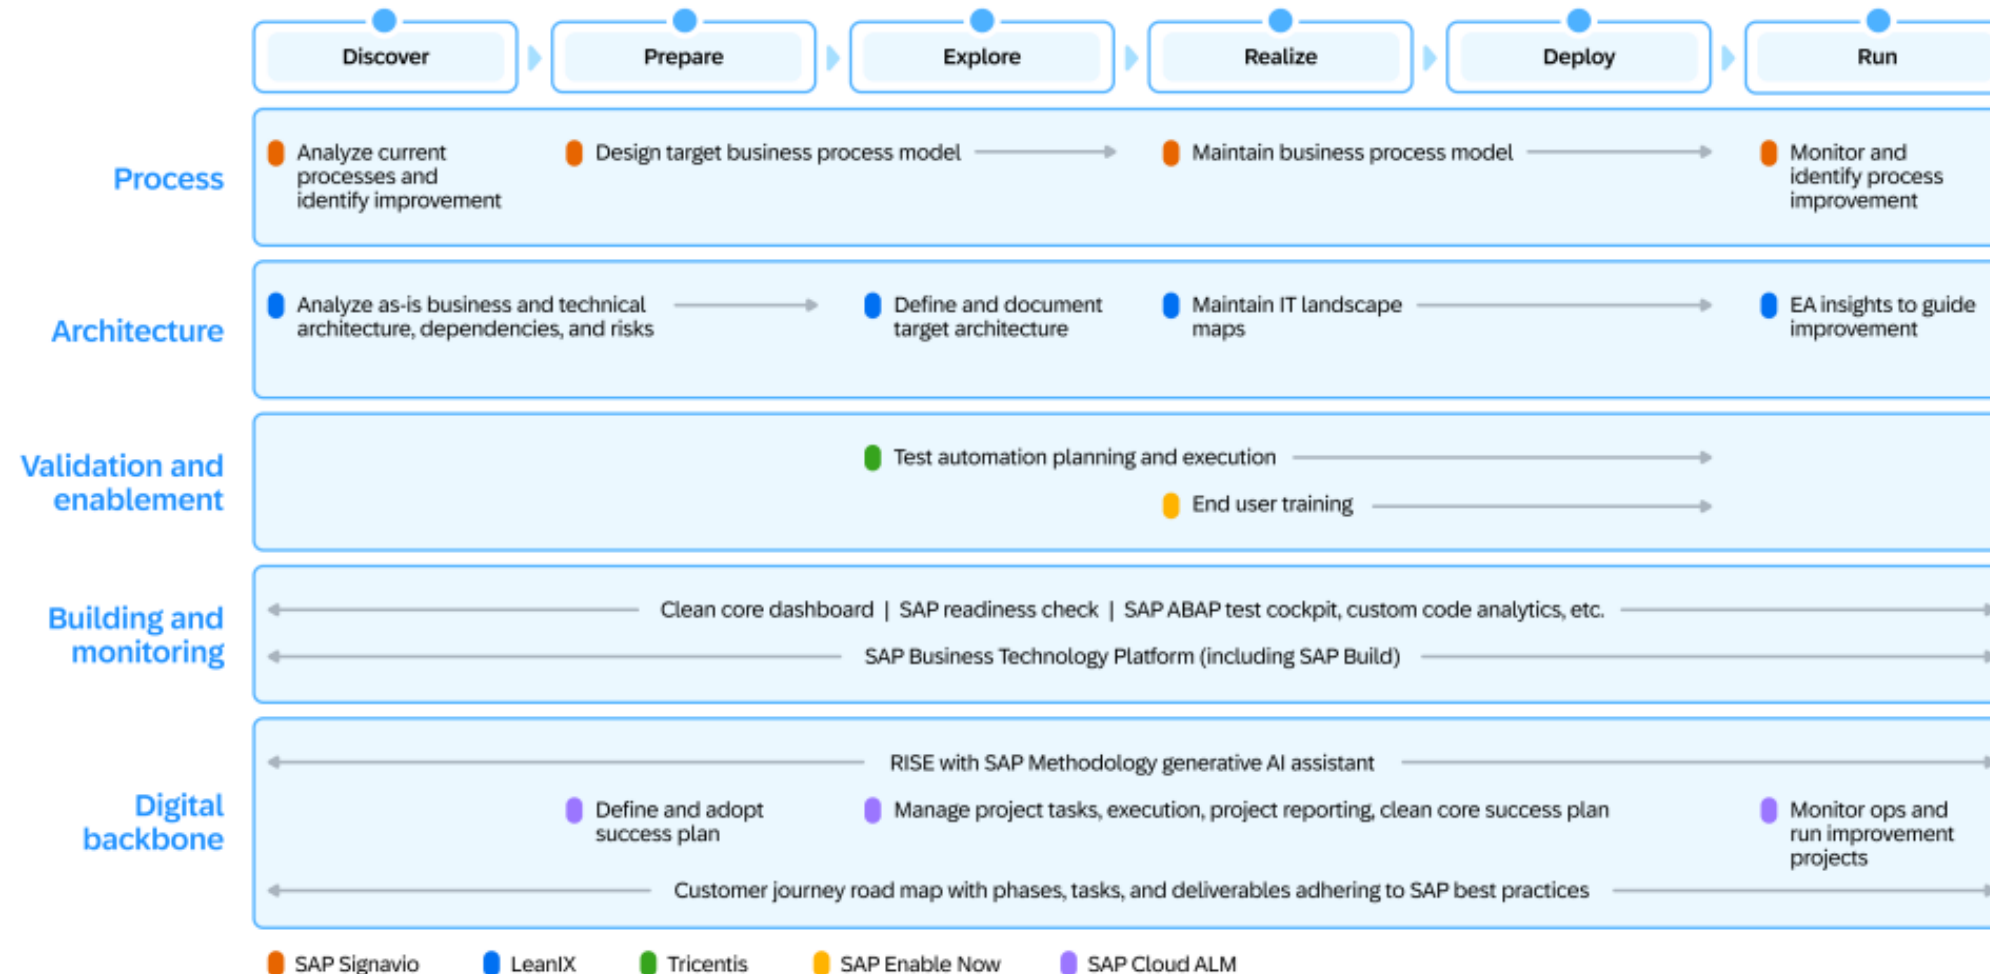 Discover
Prepare
Explore
Realize
Deploy
Run
Process
Analyze current
processes and
identify improvement
Design target business process model
Maintain business process model
Monitor and
identify process
improvement
Architecture
Analyze as-is business and technical
architecture, dependencies, and risks
Define and document
target architecture
Maintain IT landscape
maps
EA insights to guide
improvement
Validation and
enablement
Test automation planning and execution
End user training
Building and
monitoring
Clean core dashboard | SAP readiness check | SAP ABAP test cockpit, custom code analytics, etc.
SAP Business Technology Platform (including SAP Build)
Digital
backbone
RISE with SAP Methodology generative AI assistant
Define and adopt
success plan
Manage project tasks, execution, project reporting, clean core success plan
Monitor ops and
run improvement
projects
Customer journey road map with phases, tasks, and deliverables adhering to SAP best practices
SAP Signavio
LeanIX
Tricentis
SAP Enable Now
SAP Cloud ALM